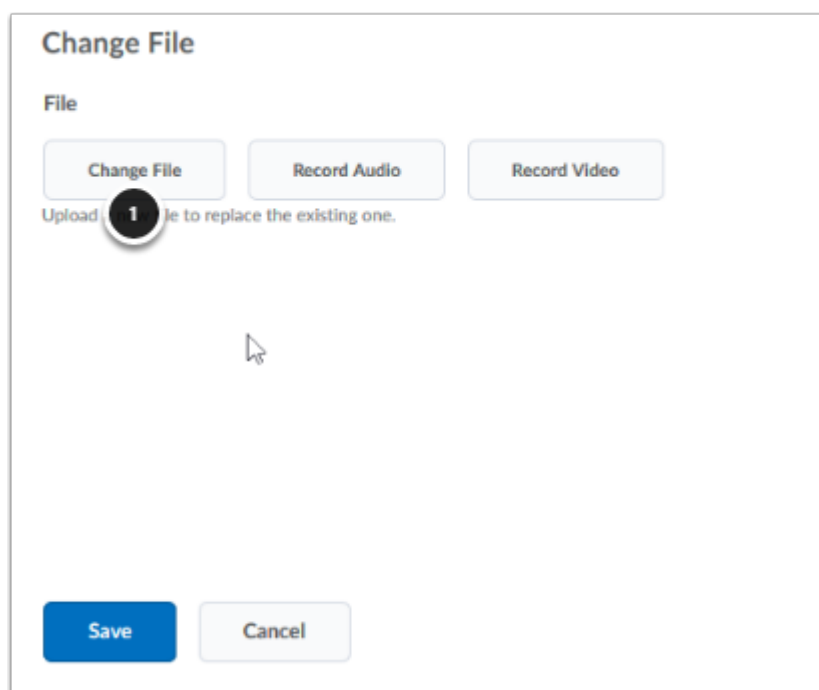 Change File
File
Change File Record Audio Record Video
Upload le to replace the existing one.
1
Save Cancel